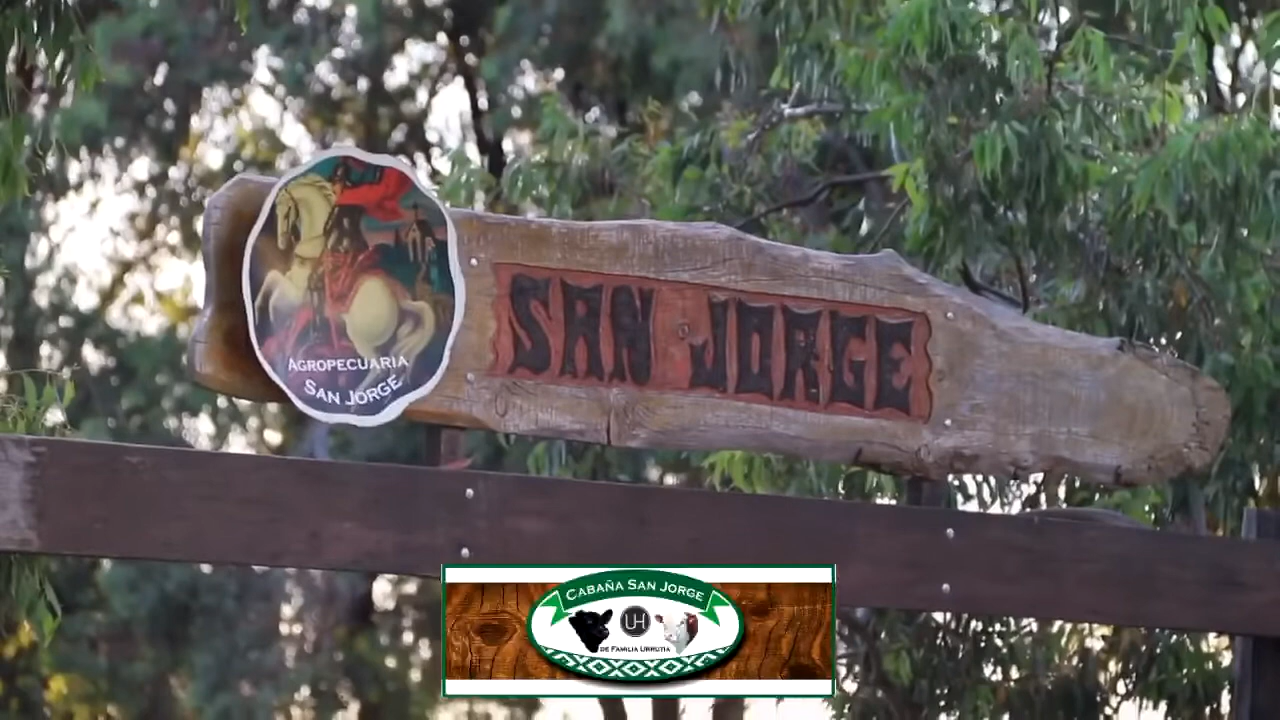 AGROPECUARIA
SAN JORGE
SAN JORGE
CABAÑA SAN JORGE
UH
DE FAMILIA URRUTIA